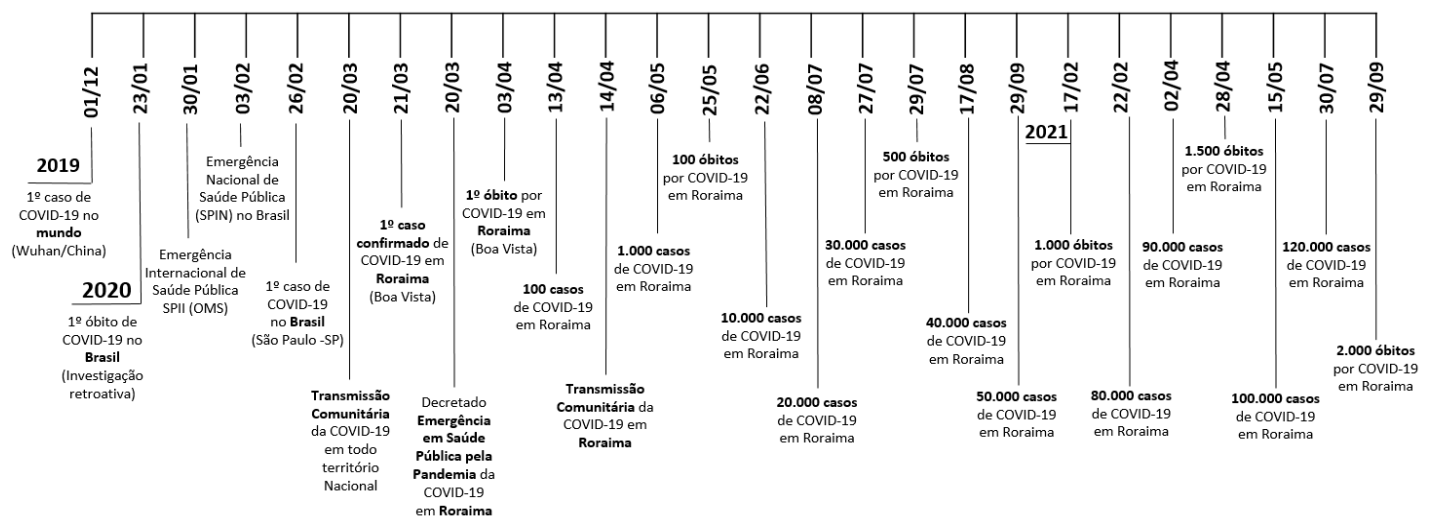 01/12
23/01
30/01
03/02
26/02
20/03
21/03
20/03
03/04
13/04
14/04
06/05
25/05
22/06
08/07
27/07
29/07
17/08
29/09
17/02
22/02
02/04
28/04
15/05
30/07
29/09
2019
1º caso de
COVID-19 no
mundo
(Wuhan/China)
2020
1º óbito de
COVID-19 no
Brasil
(Investigação
retroativa)
Emergência
Internacional de
Saúde Pública
SPII (OMS)
Emergência
Nacional de
Saúde Pública
(SPIN) no Brasil
1º caso de
COVID-19
no Brasil
(São Paulo -SP)
Transmissão
Comunitária
da COVID-19
em todo
território
Nacional
1º caso
confirmado de
COVID-19 em
Roraima
(Boa Vista)
Decretado
Emergência
em Saúde
Pública pela
Pandemia da
COVID-19
em Roraima
1º óbito por
COVID-19 em
Roraima
(Boa Vista)
100 casos
de COVID-19
em Roraima
Transmissão
Comunitária da
COVID-19 em
Roraima
1.000 casos
de COVID-19
em Roraima
100 óbitos
por COVID-19
em Roraima
10.000 casos
de COVID-19
em Roraima
20.000 casos
de COVID-19
em Roraima
30.000 casos
de COVID-19
em Roraima
500 óbitos
por COVID-19
em Roraima
40.000 casos
de COVID-19
em Roraima
50.000 casos
de COVID-19
em Roraima
2021
1.000 óbitos
por COVID-19
em Roraima
80.000 casos
de COVID-19
em Roraima
90.000 casos
de COVID-19
em Roraima
1.500 óbitos
por COVID-19
em Roraima
100.000 casos
de COVID-19
em Roraima
120.000 casos
de COVID-19
em Roraima
2.000 óbitos
por COVID-19
em Roraima